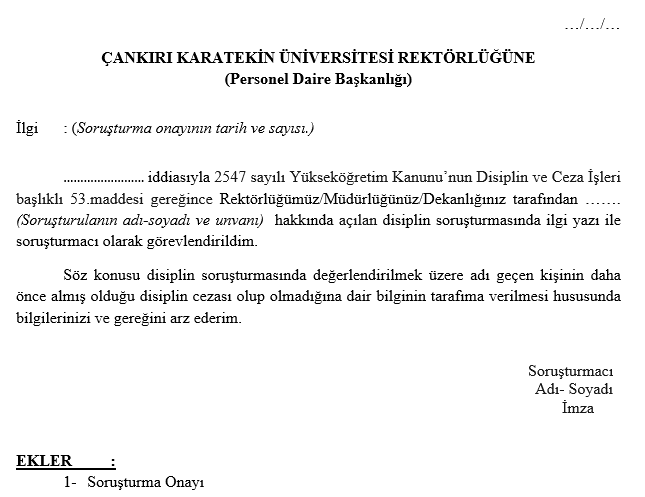 …/…/…
ÇANKIRI KARATEKİN ÜNİVERSİTESİ REKTÖRLÜĞÜNE
(Personel Daire Başkanlığı)
İlgi : (Soruşturma onayının tarih ve sayısı.)
........................ iddiasıyla 2547 sayılı Yükseköğretim Kanunu’nun Disiplin ve Ceza İşleri
başlıklı 53.maddesi gereğince Rektörlüğümüz/Müdürlüğünüz/Dekanlığınız tarafından …….
(Soruşturulanın adı-soyadı ve unvanı) hakkında açılan disiplin soruşturmasında ilgi yazı ile
soruşturmacı olarak görevlendirildim.
Söz konusu disiplin soruşturmasında değerlendirilmek üzere adı geçen kişinin daha
önce almış olduğu disiplin cezası olup olmadığına dair bilginin tarafıma verilmesi hususunda
bilgilerinizi ve gereğini arz ederim.
Soruşturmacı
Adı- Soyadı
İmza
EKLER :
1- Soruşturma Onayı